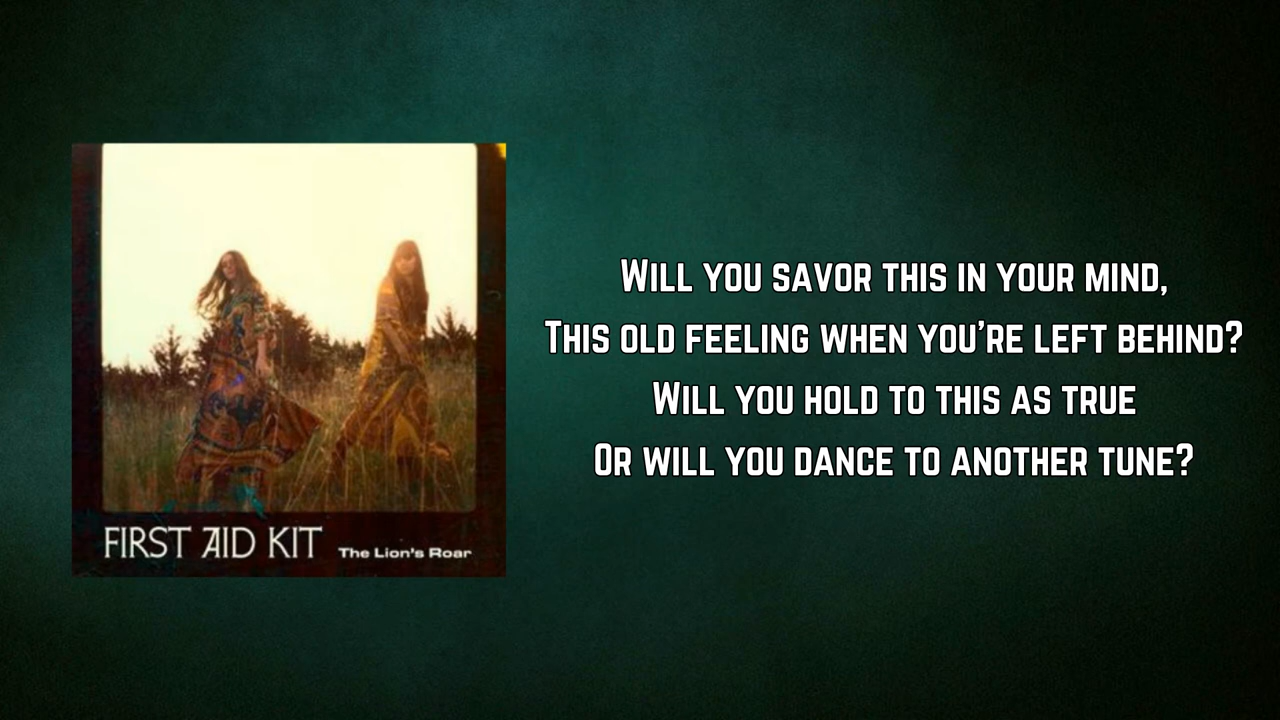 FIRST AID KIT The Lion's Roar
Will you savor this in your mind,
This old feeling when you're left behind?
Will you hold to this as true
Or will you dance to another tune?